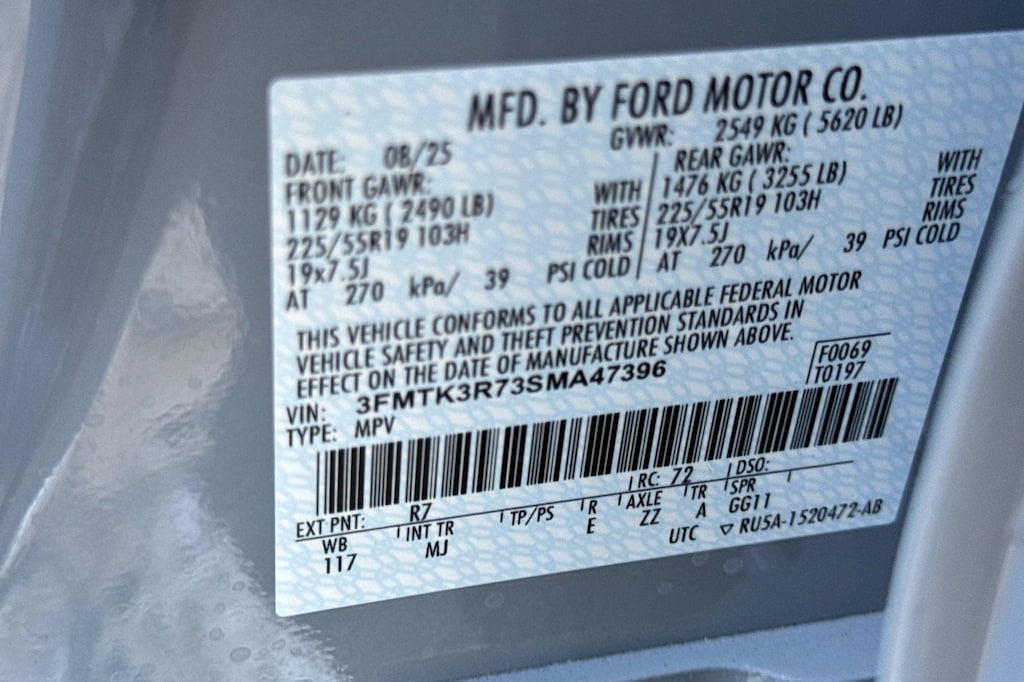 MFD. BY FORD MOTOR CO.
DATE: 08/25 GVWR: 2549 KG ( 5620 LB)
FRONT GAWR: REAR GAWR:
1129 KG ( 2490 LB) WITH 1476 KG ( 3255 LB) WITH
225/55R19 103H TIRES 225/55R19 103H TIRES
19x7.5J RIMS 19X7.5J RIMS
AT 270 kPa/ 39 PSI COLD AT 270 kPa/ 39 PSI COLD
THIS VEHICLE CONFORMS TO ALL APPLICABLE FEDERAL MOTOR
VEHICLE SAFETY AND THEFT PREVENTION STANDARDS IN
EFFECT ON THE DATE OF MANUFACTURE SHOWN ABOVE.
VIN: 3FMTK3R73SMA47396 F0069
TYPE: MPV T0197
EXT PNT: R7 RC: 72 DSO:
WB INT TR TP/PS R AXLE TR SPR
117 MJ E ZZ A GG11
UTC ▽ RU5A-1520472-AB